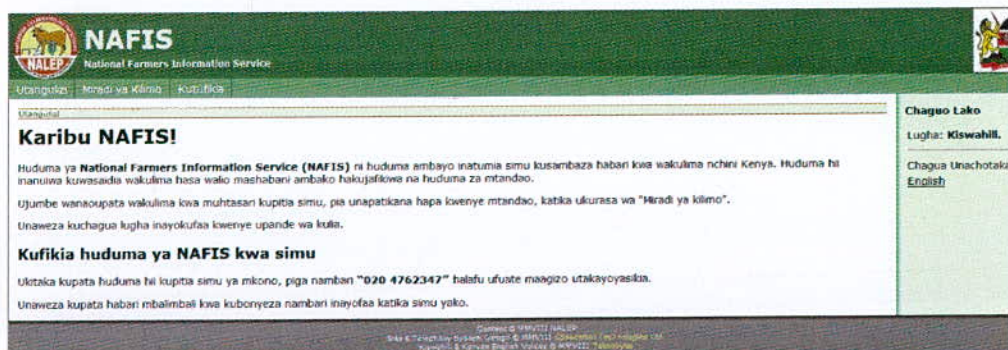 NAFIS
National Farmers Information Service
NALEP
Utangulizi Miradi ya Kilimo Kutufikia
Utangulizi
Karibu NAFIS!
Huduma ya National Farmers Information Service (NAFIS) ni huduma ambayo inatumia simu kusambaza habari kwa wakulima nchini Kenya. Huduma hii
inanuiwa kuwasaidia wakulima hasa walio mashabani ambako hakujafikiwa na huduma za mtandao.
Ujumbe wanaoupata wakulima kwa muhtasari kupitia simu, pia unapatikana hapa kwenye mtandao, katika ukurasa wa "Miradi ya kilimo".
Unaweza kuchagua lugha inayokufaa kwenye upande wa kulia.
Kufikia huduma ya NAFIS kwa simu
Ukitaka kupata huduma hii kupitia simu ya mkono, piga nambari "020 4762347" halafu ufuate maagizo utakayoyasikia.
Unaweza kupata habari mbalimbali kwa kubonyeza nambari inayofaa katika simu yako.
Chaguo Lako
Lugha: Kiswahili.
Chagua Unachotaka
English
Content © MMVIII NALEP